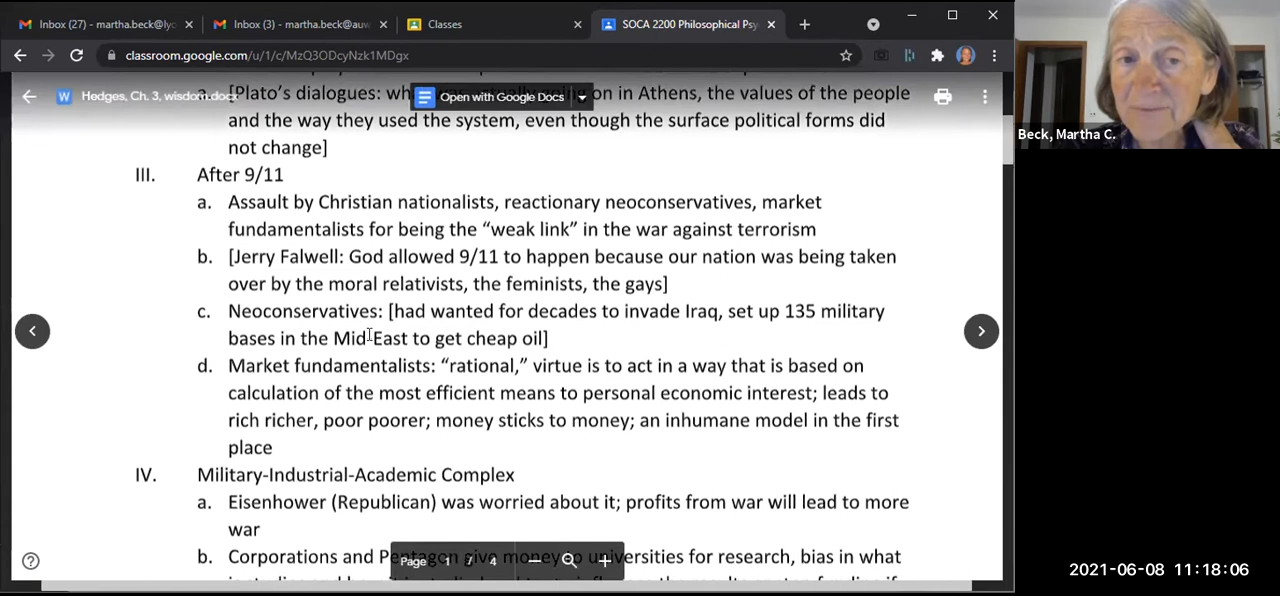 Inbox (27) - martha.beck@lyo
Inbox (3) - martha.beck@auw
Classes
SOCA 2200 Philosophical Psy
classroom.google.com/u/1/c/MzQ3ODcyNzk1MDgx
Hedges, Ch. 3, wisdom.docx
Open with Google Docs
a. [Plato's dialogues: on in Athens, the values of the people
and the way they used the system, even though the surface political forms did
not change]
III. After 9/11
a. Assault by Christian nationalists, reactionary neoconservatives, market
fundamentalists for being the “weak link” in the war against terrorism
b. [Jerry Falwell: God allowed 9/11 to happen because our nation was being taken
over by the moral relativists, the feminists, the gays]
c. Neoconservatives: [had wanted for decades to invade Iraq, set up 135 military
bases in the Mid-East to get cheap oil]
d. Market fundamentalists: “rational,” virtue is to act in a way that is based on
calculation of the most efficient means to personal economic interest; leads to
rich richer, poor poorer; money sticks to money; an inhumane model in the first
place
IV. Military-Industrial-Academic Complex
a. Eisenhower (Republican) was worried about it; profits from war will lead to more
war
b. Corporations and Pentagon give money to universities for research, bias in what
Page 1 / 4
Beck, Martha C.
2021-06-08 11:18:06